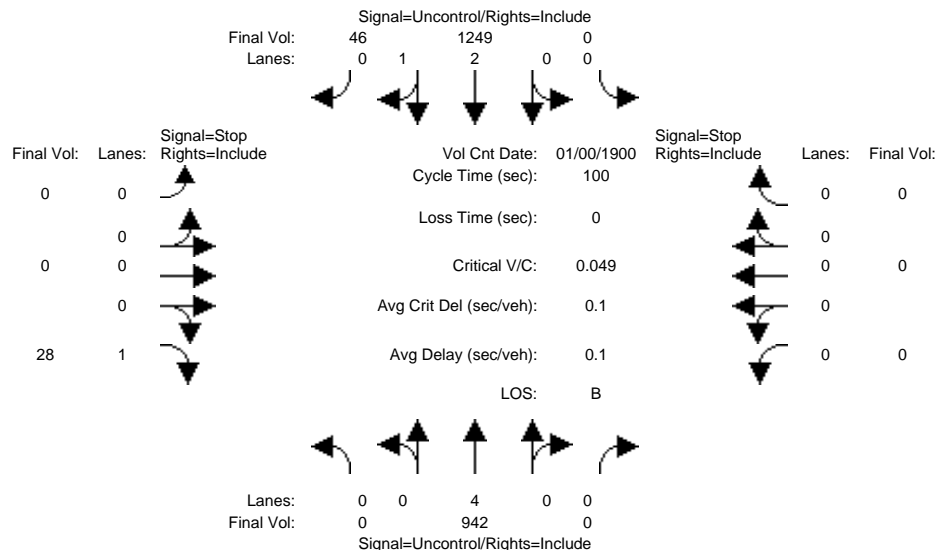 Signal=Uncontrol/Rights=Include
Final Vol: 46 1249 0
Lanes: 0 1 2 0 0
Signal=Stop Signal=Stop
Final Vol: Lanes: Rights=Include Vol Cnt Date: 01/00/1900 Rights=Include Lanes: Final Vol:
Cycle Time (sec): 100
0 0 0 0
Loss Time (sec): 0
0 0
0 0 Critical V/C: 0.049 0 0
0 Avg Crit Del (sec/veh): 0.1 0
28 1 Avg Delay (sec/veh): 0.1 0 0
LOS: B
Lanes: 0 0 4 0 0
Final Vol: 0 942 0
Signal=Uncontrol/Rights=Include